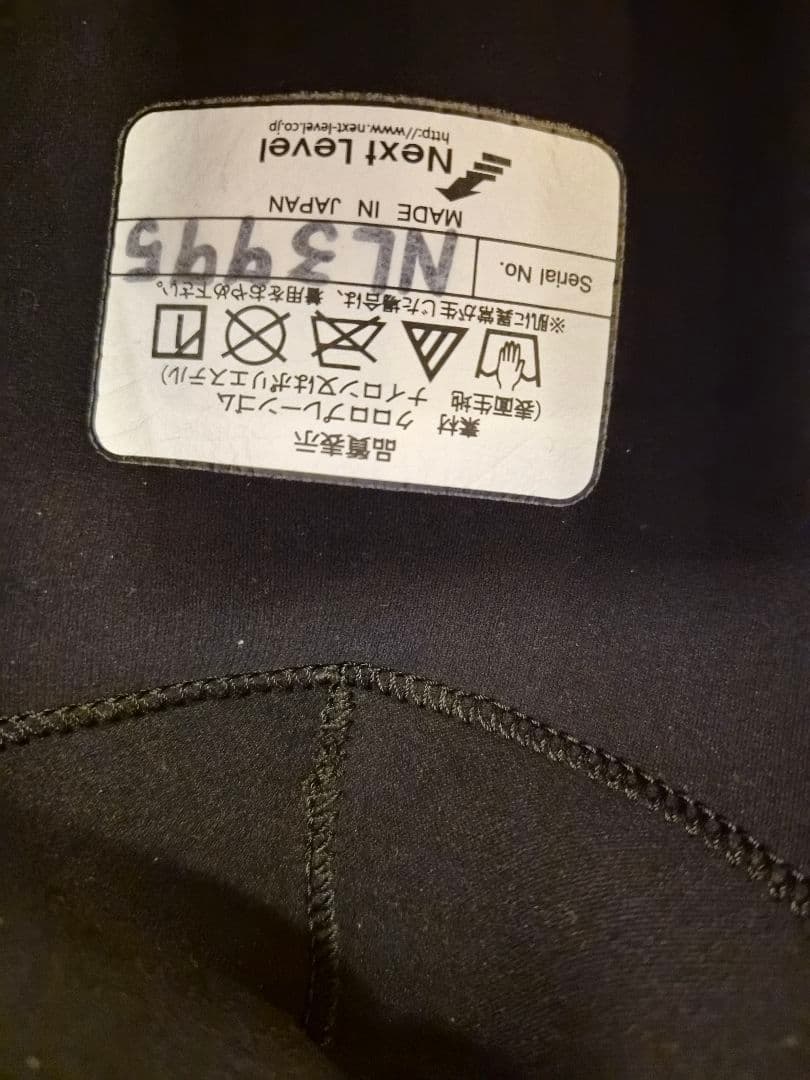 品質表示
素材 クロロプレーンゴム
(表面生地 ナイロン又はポリエステル)
※肌に異常が生じた場合は、着用をおやめ下さい。
Serial No. NL3445
MADE IN JAPAN
Next Level
http://www.next-level.co.jp